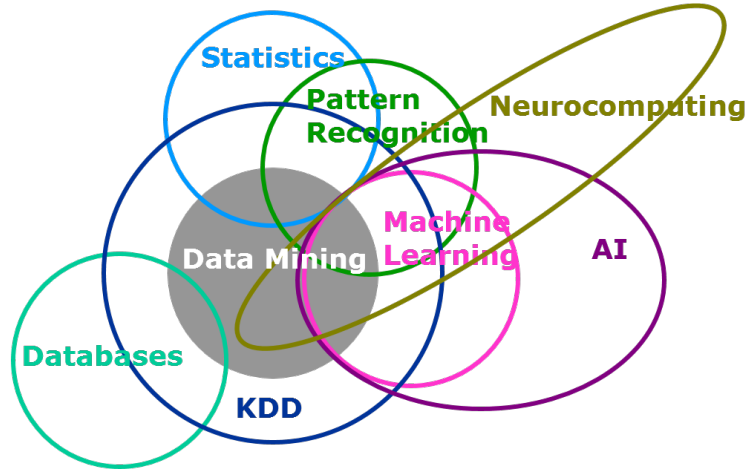 Statistics
Pattern
Recognition
Neurocomputing
Machine
Learning
AI
Data Mining
Databases
KDD